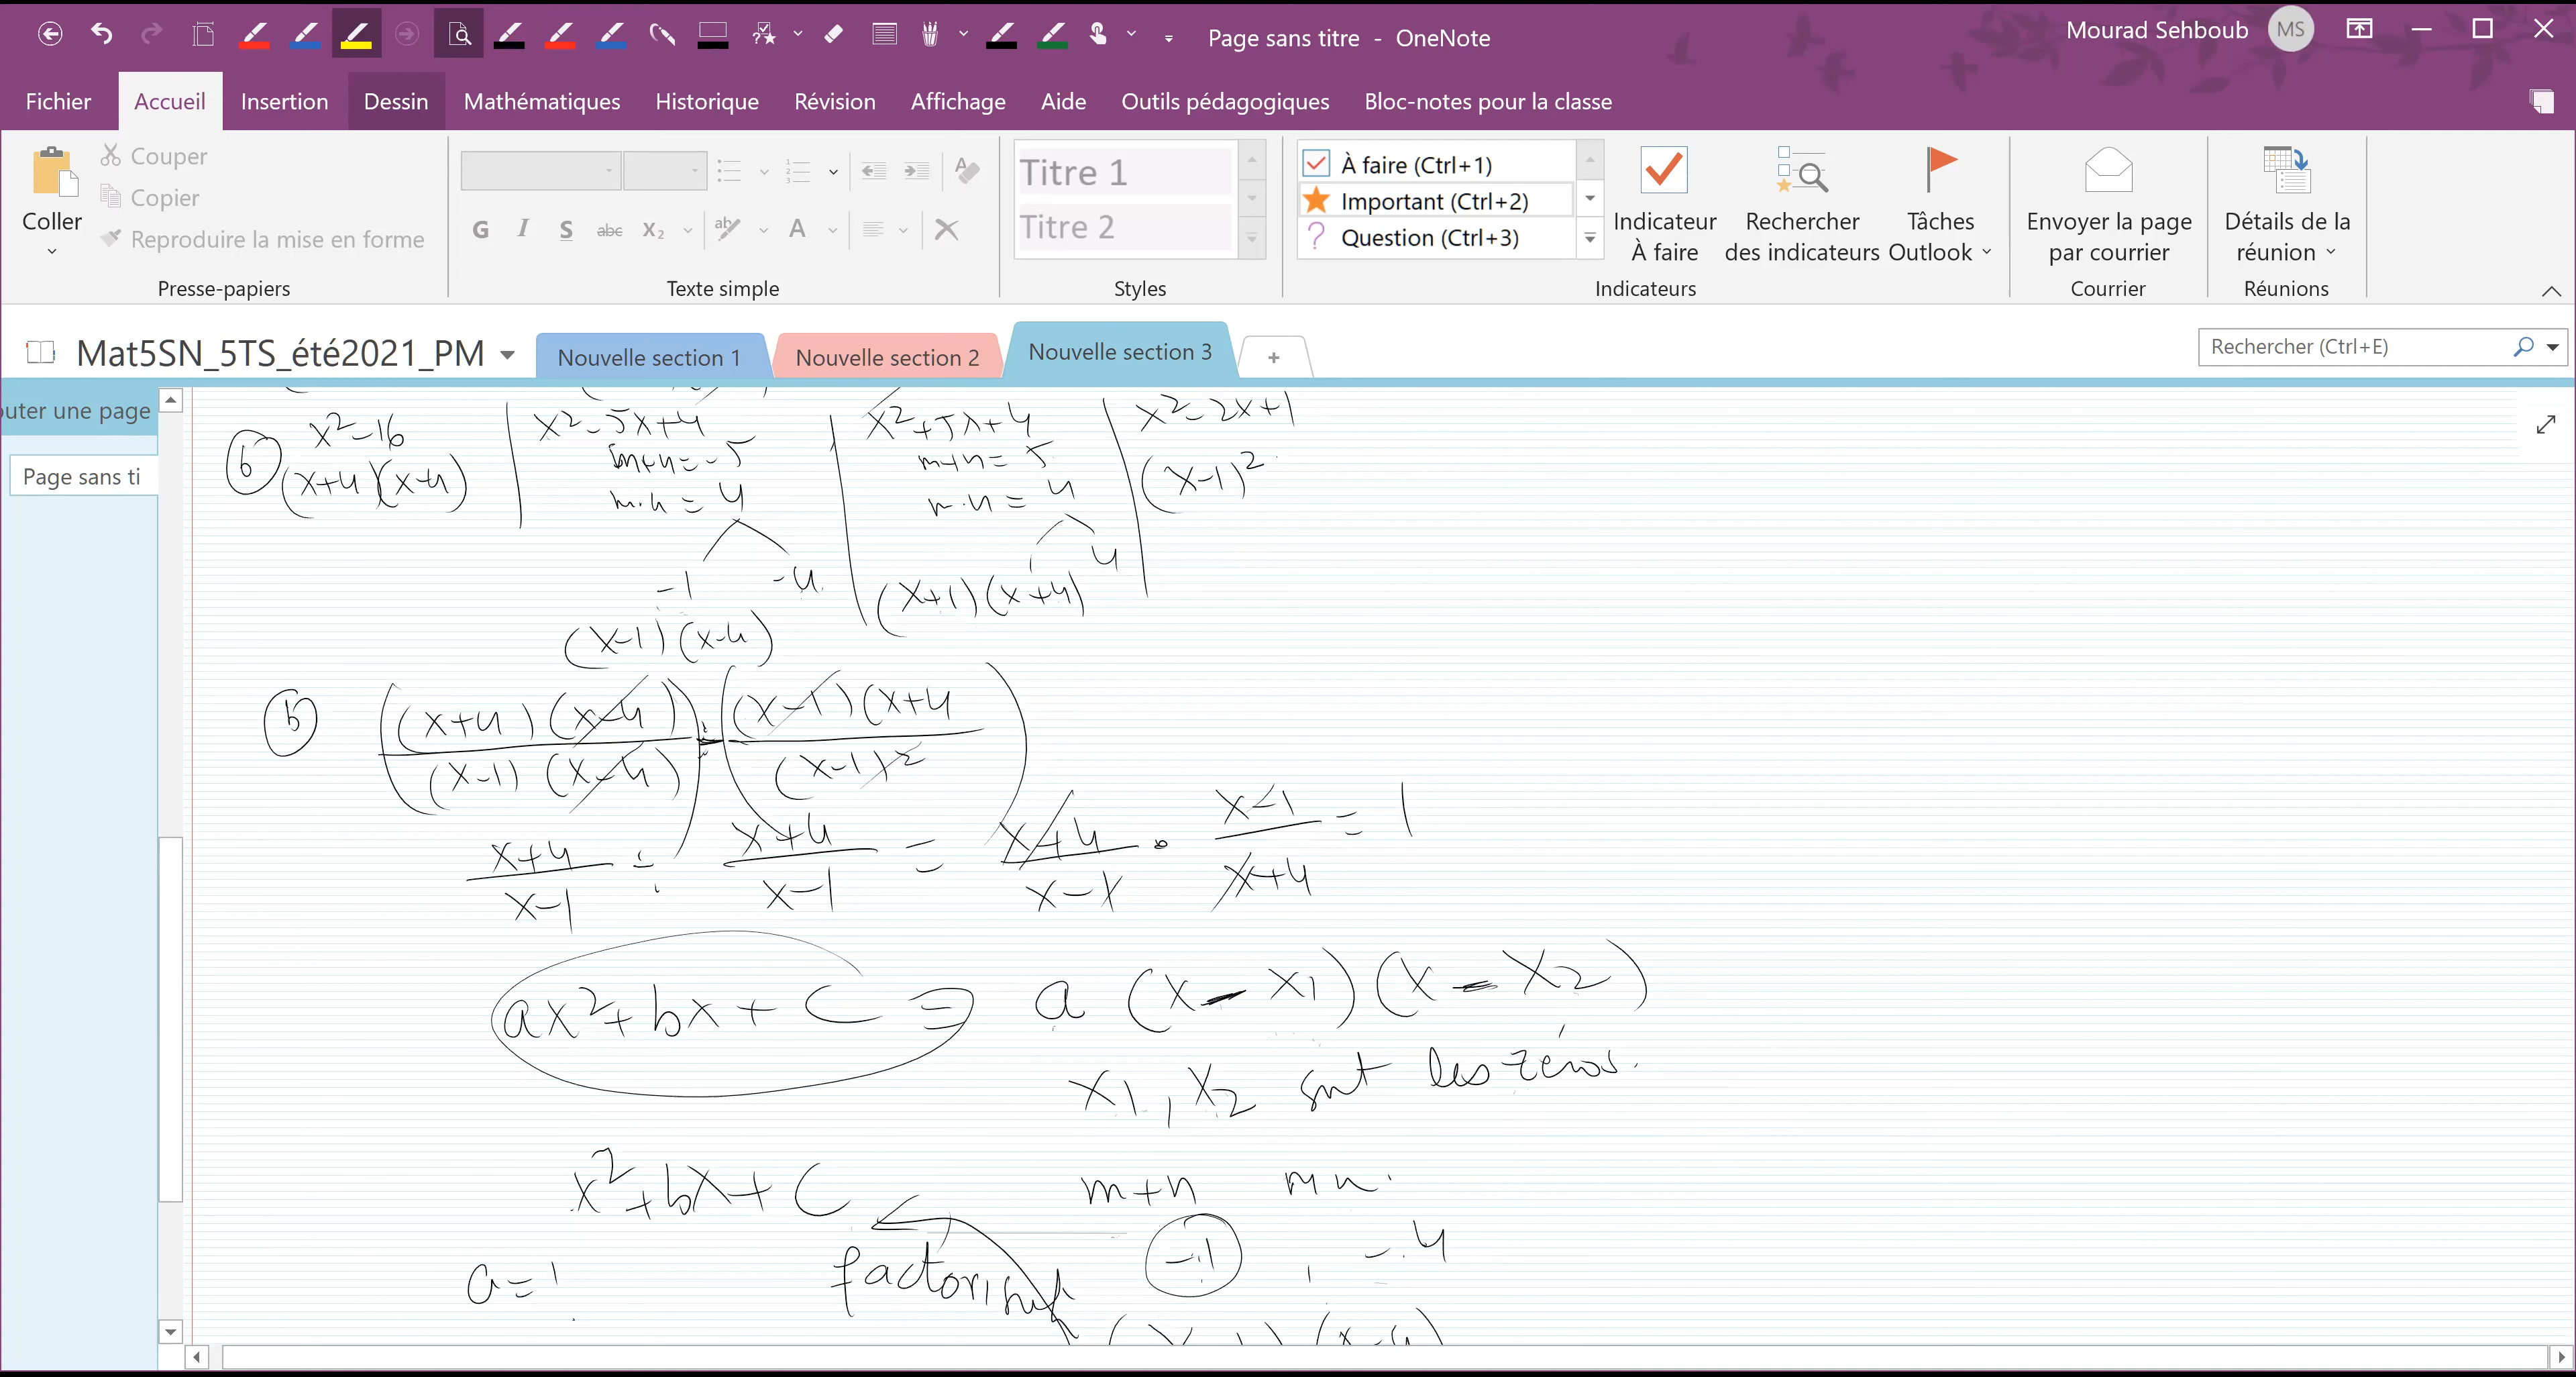 Page sans titre - OneNote
Mourad Sehboub MS
Fichier Accueil Insertion Dessin Mathématiques Historique Révision Affichage Aide Outils pédagogiques Bloc-notes pour la classe
Coller
Couper
Copier
Reproduire la mise en forme
Presse-papiers
G I S abc X₂ A
Texte simple
Titre 1
Titre 2
Styles
À faire (Ctrl+1)
Important (Ctrl+2)
Question (Ctrl+3)
Indicateur À faire
Rechercher des indicateurs
Tâches Outlook
Indicateurs
Envoyer la page par courrier
Courrier
Détails de la réunion
Réunions
Mat5SN_5TS_été2021_PM Nouvelle section 1 Nouvelle section 2 Nouvelle section 3 +
Rechercher (Ctrl+E)
outer une page
Page sans ti
x²-16 | x²-5x+4 | x²+5x+4 | x²-2x+1
(x+4)(x-4) m+n=-5 m+n=5 (x-1)²
m·n=4 m·n=4
-1 -4 1 4
(x-1)(x-4) (x+1)(x+4)
((x+4)(x-4)) ÷ ((x-1)(x+4)
(x-1)(x-4) (x-1)²
x+4 ÷ x+4 = x+4 · x-1 = 1
x-1 x-1 x-1 x+4
ax²+bx+c = a(x-x1)(x-x2)
x1, x2 sont les zéros.
x²+bx+c m+n mn.
-1, -4
a=1